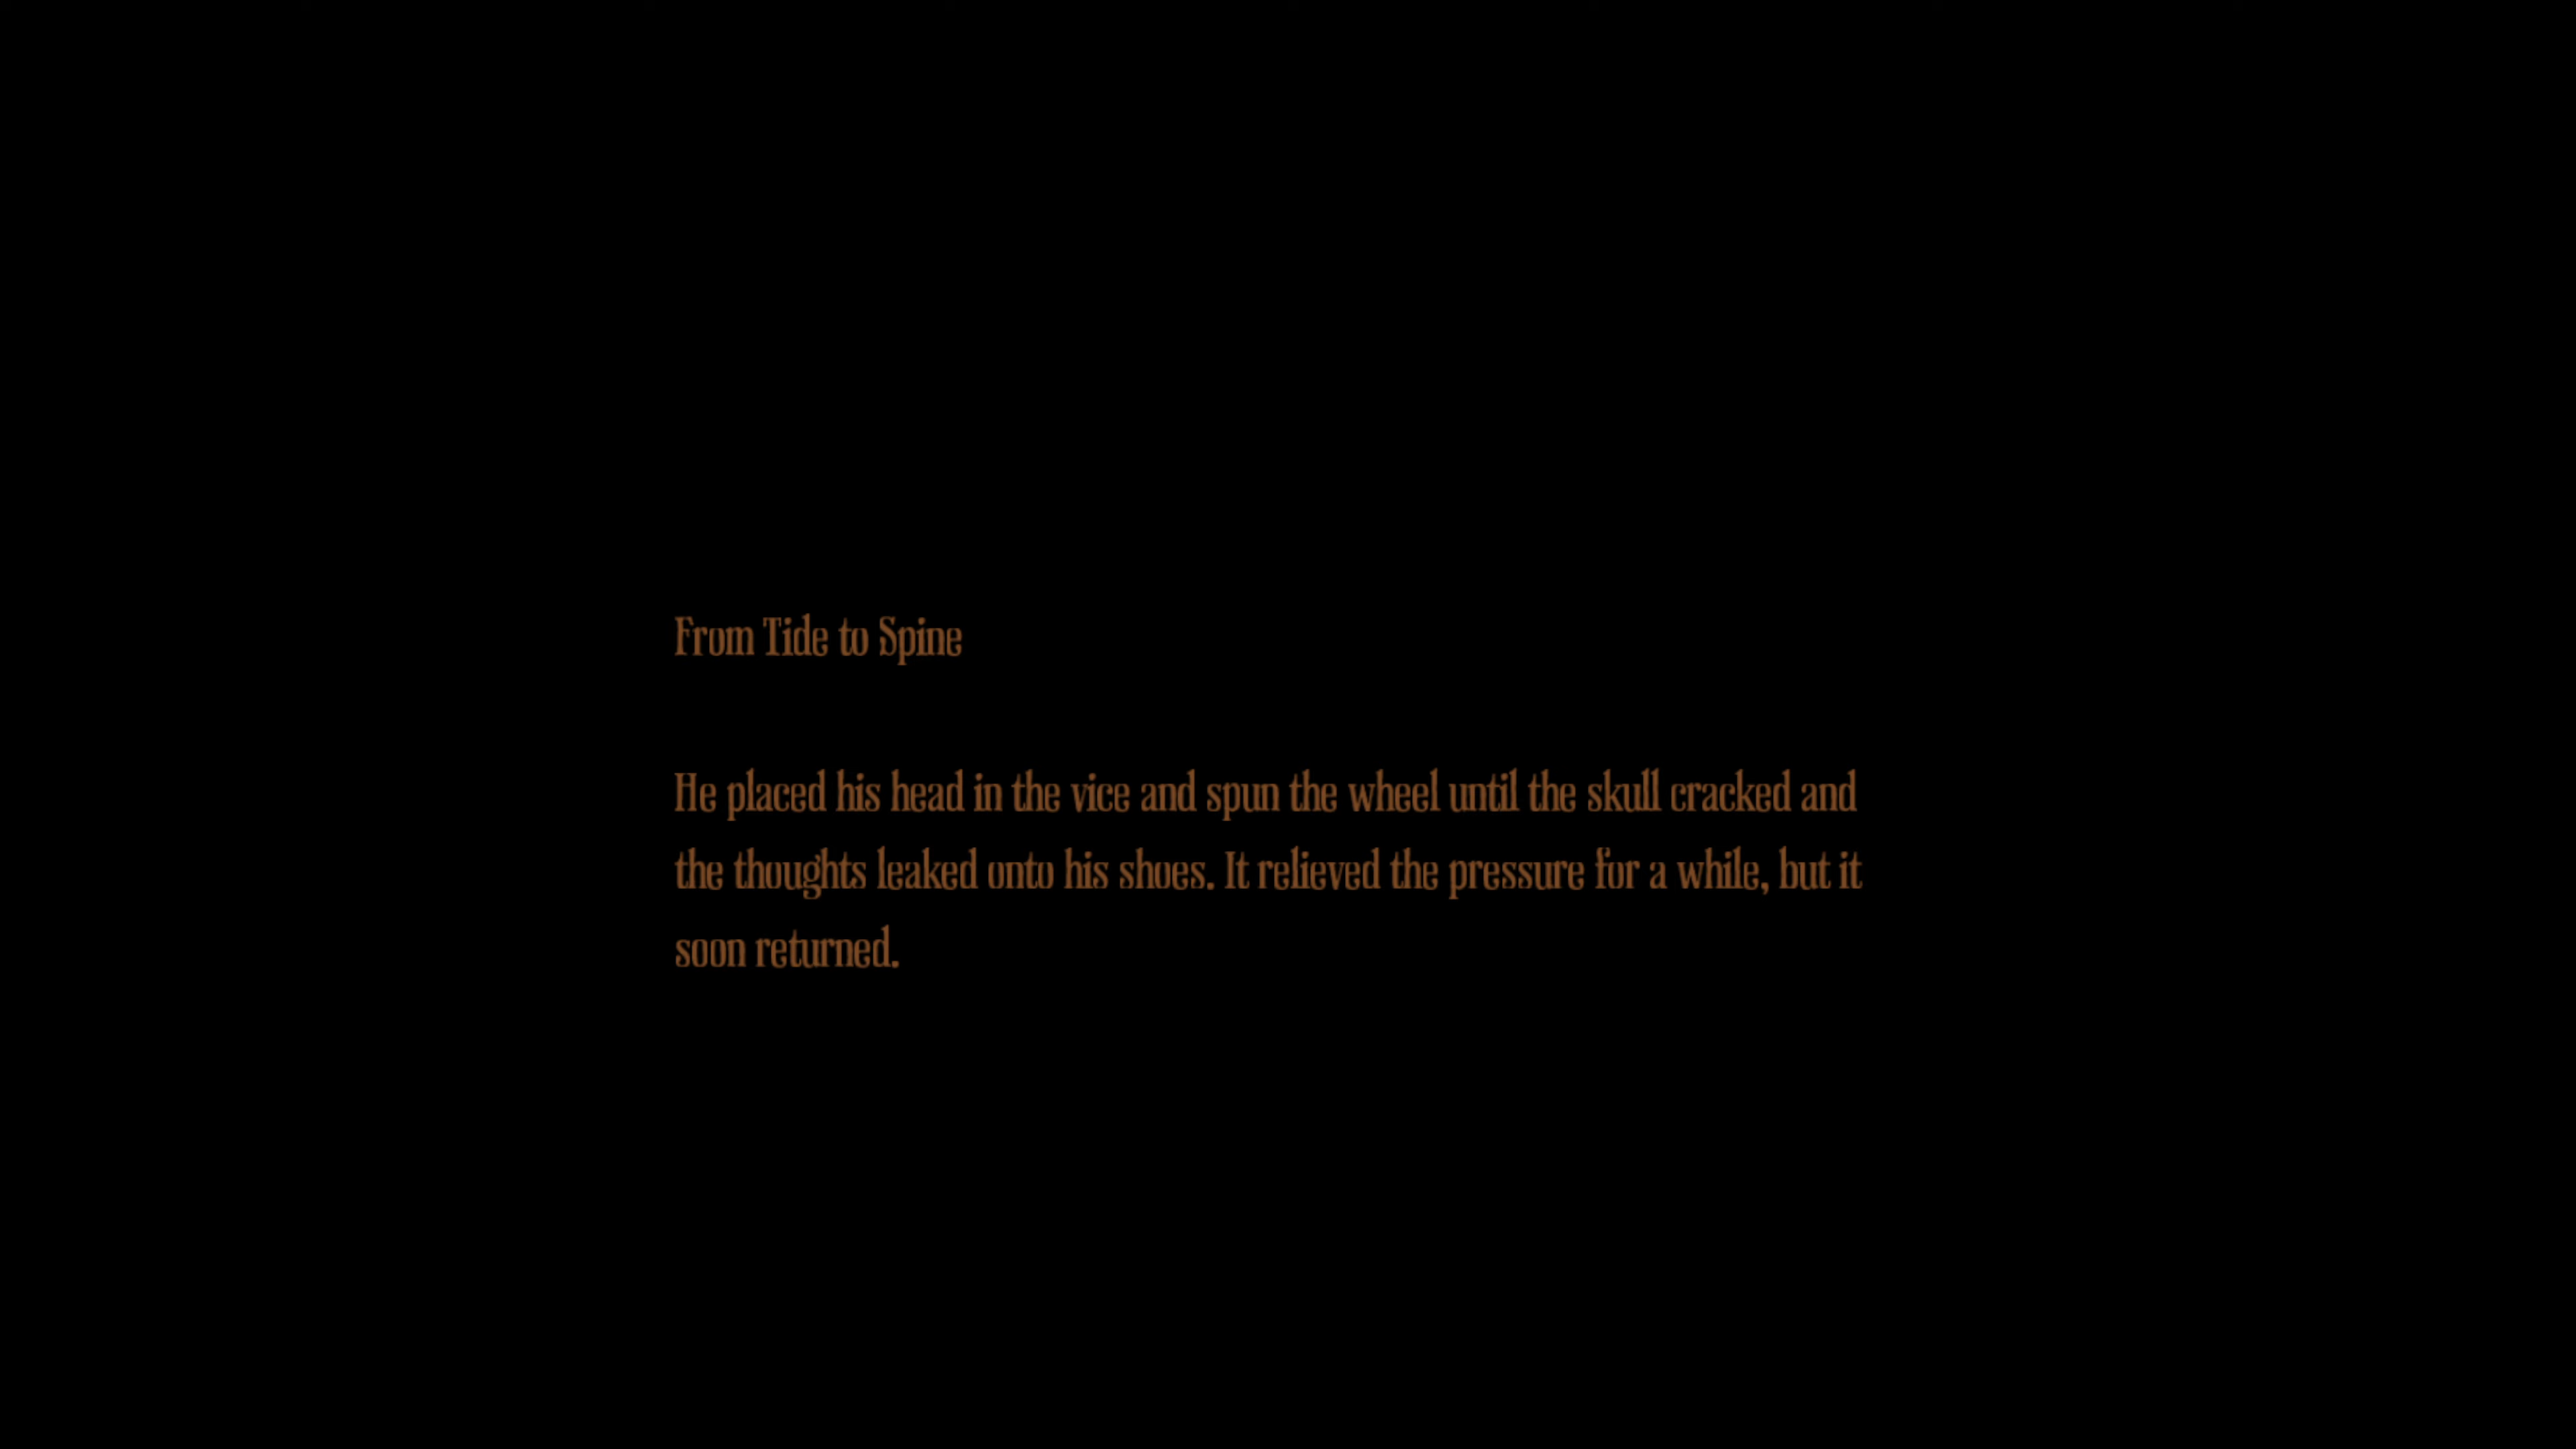 From Tide to Spine
He placed his head in the vice and spun the wheel until the skull cracked and
the thoughts leaked onto his shoes. It relieved the pressure for a while, but it
soon returned.